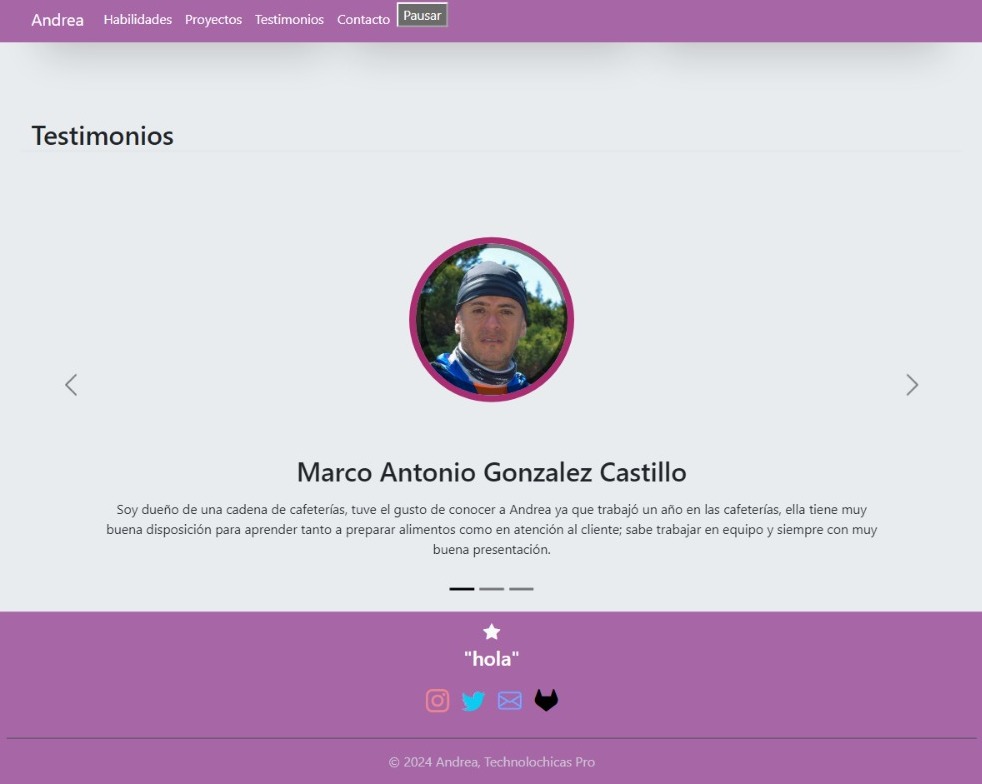 Andrea Habilidades Proyectos Testimonios Contacto Pausar
Testimonios
Marco Antonio Gonzalez Castillo
Soy dueño de una cadena de cafeterías, tuve el gusto de conocer a Andrea ya que trabajó un año en las cafeterías, ella tiene muy
buena disposición para aprender tanto a preparar alimentos como en atención al cliente; sabe trabajar en equipo y siempre con muy
buena presentación.
"hola"
© 2024 Andrea, Technolochicas Pro